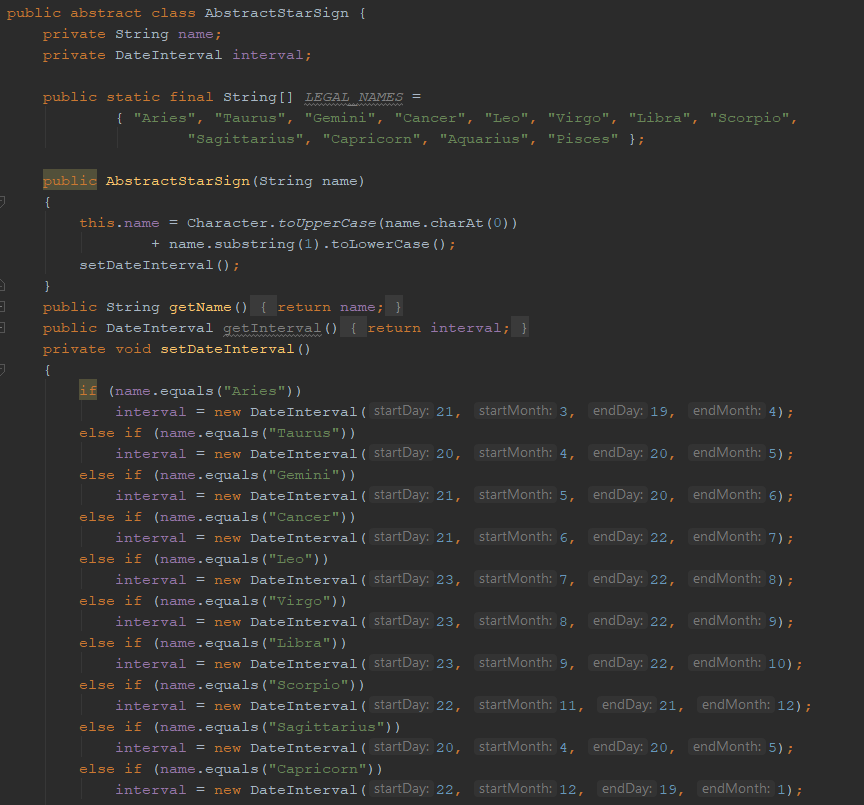 public abstract class AbstractStarSign {
private String name;
private DateInterval interval;
public static final String[] LEGAL_NAMES =
{ "Aries", "Taurus", "Gemini", "Cancer", "Leo", "Virgo", "Libra", "Scorpio",
"Sagittarius", "Capricorn", "Aquarius", "Pisces" };
public AbstractStarSign(String name)
{
this.name = Character.toUpperCase(name.charAt(0))
+ name.substring(1).toLowerCase();
setDateInterval();
}
public String getName() { return name; }
public DateInterval getInterval() { return interval; }
private void setDateInterval()
{
if (name.equals("Aries"))
interval = new DateInterval( startDay: 21, startMonth: 3, endDay: 19, endMonth: 4);
else if (name.equals("Taurus"))
interval = new DateInterval( startDay: 20, startMonth: 4, endDay: 20, endMonth: 5);
else if (name.equals("Gemini"))
interval = new DateInterval( startDay: 21, startMonth: 5, endDay: 20, endMonth: 6);
else if (name.equals("Cancer"))
interval = new DateInterval( startDay: 21, startMonth: 6, endDay: 22, endMonth: 7);
else if (name.equals("Leo"))
interval = new DateInterval( startDay: 23, startMonth: 7, endDay: 22, endMonth: 8);
else if (name.equals("Virgo"))
interval = new DateInterval( startDay: 23, startMonth: 8, endDay: 22, endMonth: 9);
else if (name.equals("Libra"))
interval = new DateInterval( startDay: 23, startMonth: 9, endDay: 22, endMonth: 10);
else if (name.equals("Scorpio"))
interval = new DateInterval( startDay: 22, startMonth: 11, endDay: 21, endMonth: 12);
else if (name.equals("Sagittarius"))
interval = new DateInterval( startDay: 20, startMonth: 4, endDay: 20, endMonth: 5);
else if (name.equals("Capricorn"))
interval = new DateInterval( startDay: 22, startMonth: 12, endDay: 19, endMonth: 1);